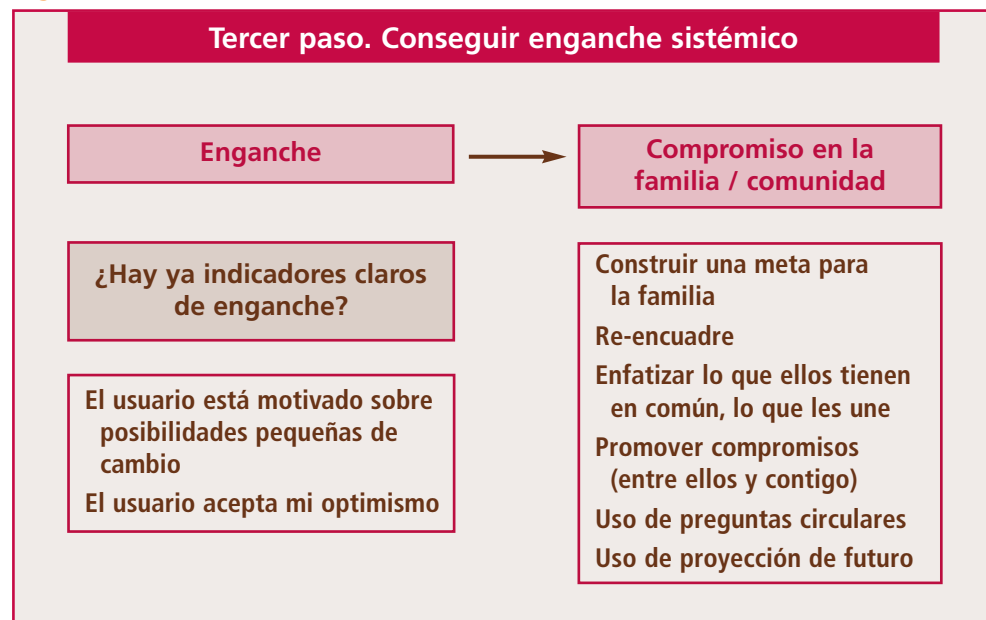 Tercer paso. Conseguir enganche sistémico
Enganche
Compromiso en la
familia / comunidad
¿Hay ya indicadores claros
de enganche?
El usuario está motivado sobre
posibilidades pequeñas de
cambio
El usuario acepta mi optimismo
Construir una meta para
la familia
Re-encuadre
Enfatizar lo que ellos tienen
en común, lo que les une
Promover compromisos
(entre ellos y contigo)
Uso de preguntas circulares
Uso de proyección de futuro